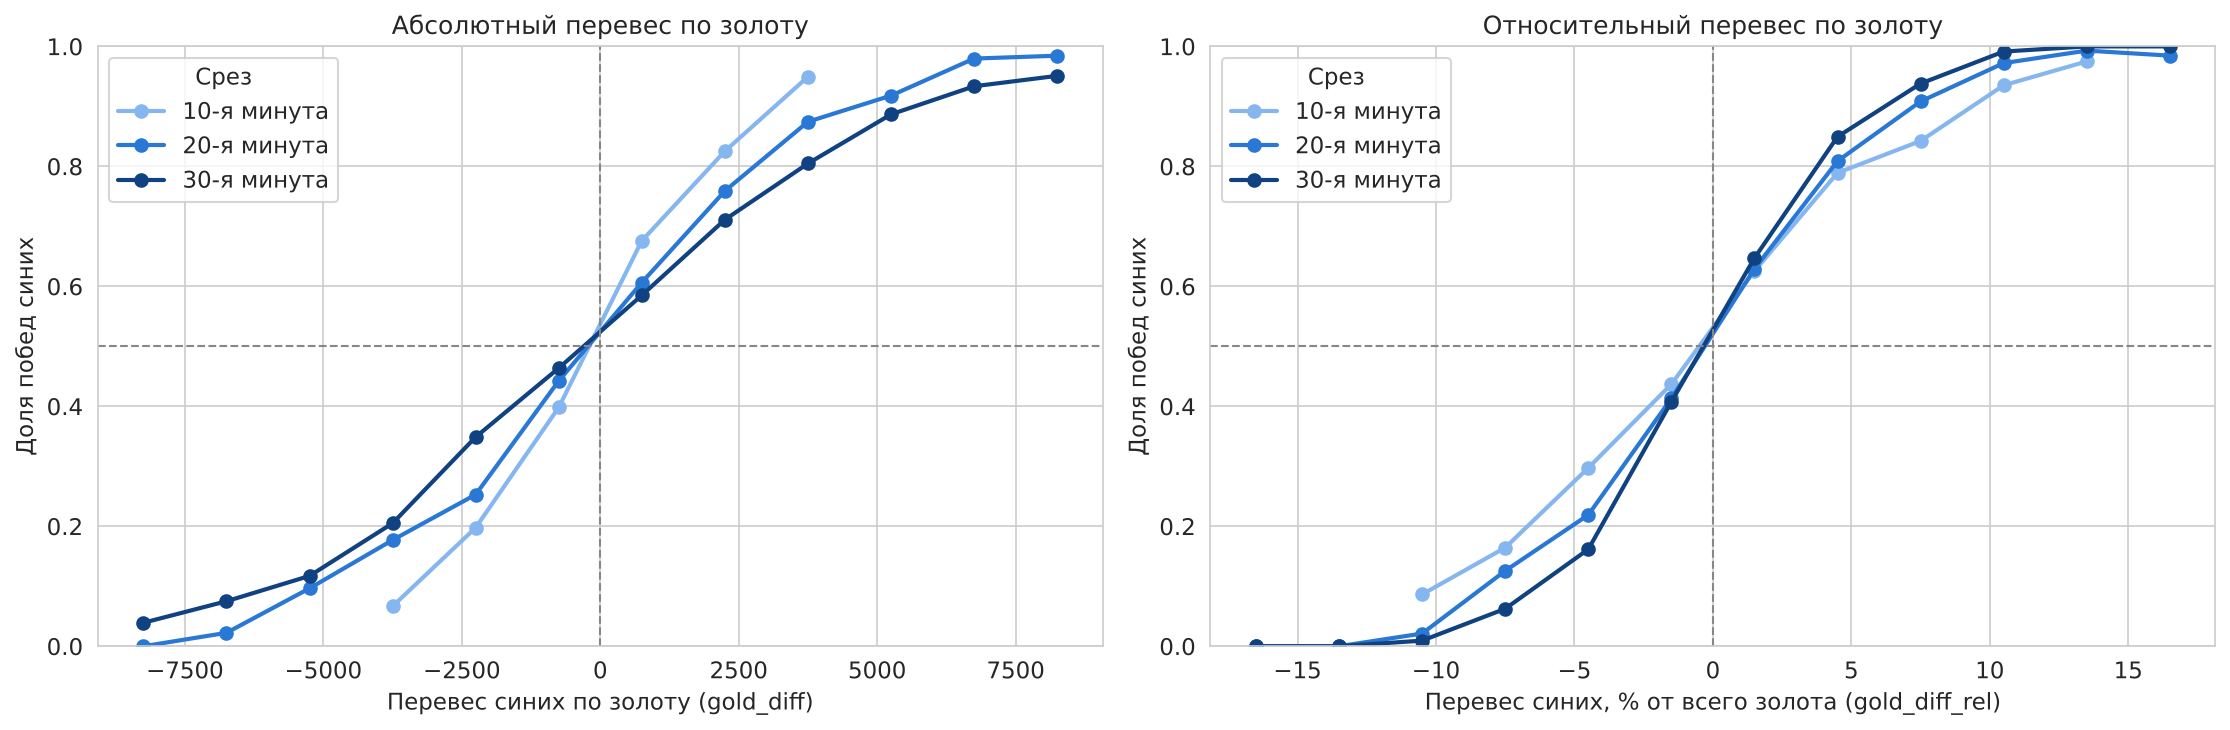 Абсолютный перевес по золоту
1.0
0.8
0.6
0.4
0.2
0.0
Доля побед синих
Срез
10-я минута
20-я минута
30-я минута
−7500 −5000 −2500 0 2500 5000 7500
Перевес синих по золоту (gold_diff)
Относительный перевес по золоту
1.0
0.8
0.6
0.4
0.2
0.0
Доля побед синих
Срез
10-я минута
20-я минута
30-я минута
−15 −10 −5 0 5 10 15
Перевес синих, % от всего золота (gold_diff_rel)